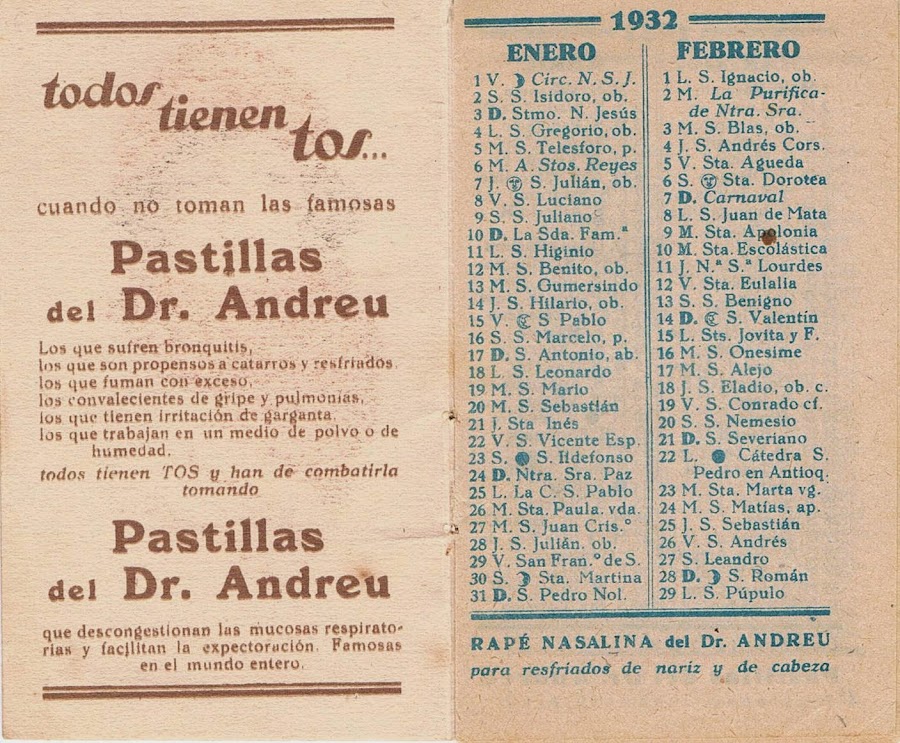 todos
tienen
tos...
cuando no toman las famosas
Pastillas
del Dr. Andreu
Los que sufren bronquitis,
los que son propensos a catarros y resfriados,
los que fuman con exceso,
los convalecientes de gripe y pulmonías,
los que tienen irritación de garganta,
los que trabajan en un medio de polvo o de
humedad,
todos tienen TOS y han de combatirla
tomando
Pastillas
del Dr. Andreu
que descongestionan las mucosas respirato-
rias y facilitan la expectoración. Famosas
en el mundo entero.
1932
ENERO
1 V. Circ. N. S. J.
2 S. S. Isidoro, ob.
3 D. Stmo. N. Jesús
4 L. S. Gregorio, ob.
5 M. S. Telesforo, p.
6 M. A. Stos. Reyes
7 J. S. Julián, ob.
8 V. S. Luciano
9 S. S. Juliano
10 D. La Sda. Fam.ª
11 L. S. Higinio
12 M. S. Benito, ob.
13 M. S. Gumersindo
14 J. S. Hilario, ob.
15 V. S Pablo
16 S. S. Marcelo, p.
17 D. S. Antonio, ab.
18 L. S. Leonardo
19 M. S. Mario
20 M. S. Sebastián
21 J. Sta Inés
22 V. S. Vicente Esp.
23 S. S. Ildefonso
24 D. Ntra. Sra. Paz
25 L. La C. S. Pablo
26 M. Sta. Paula. vda.
27 M. S. Juan Cris.º
28 J. S. Julián. ob.
29 V. San Fran.º de S.
30 S. Sta. Martina
31 D. S. Pedro Nol.
FEBRERO
1 L. S. Ignacio, ob.
2 M. La Purifica-
de Ntra. Sra.
3 M. S. Blas, ob.
4 J. S. Andrés Cors.
5 V. Sta. Agueda
6 S. Sta. Dorotea
7 D. Carnaval
8 L. S. Juan de Mata
9 M. Sta. Apolonia
10 M. Sta. Escolástica
11 J. N.ª S.ª Lourdes
12 V. Sta. Eulalia
13 S. S. Benigno
14 D. S. Valentín
15 L. Sts. Jovita y F.
16 M. S. Onesime
17 M. S. Alejo
18 J. S. Eladio, ob. c.
19 V. S. Conrado cf.
20 S. S. Nemesio
21 D. S. Severiano
22 L. Cátedra S.
Pedro en Antioq.
23 M. Sta. Marta vg.
24 M. S. Matías, ap.
25 J. S. Sebastián
26 V. S. Andrés
27 S. Leandro
28 D. S. Román
29 L. S. Púpulo
RAPÉ NASALINA del Dr. ANDREU
para resfriados de nariz y de cabeza